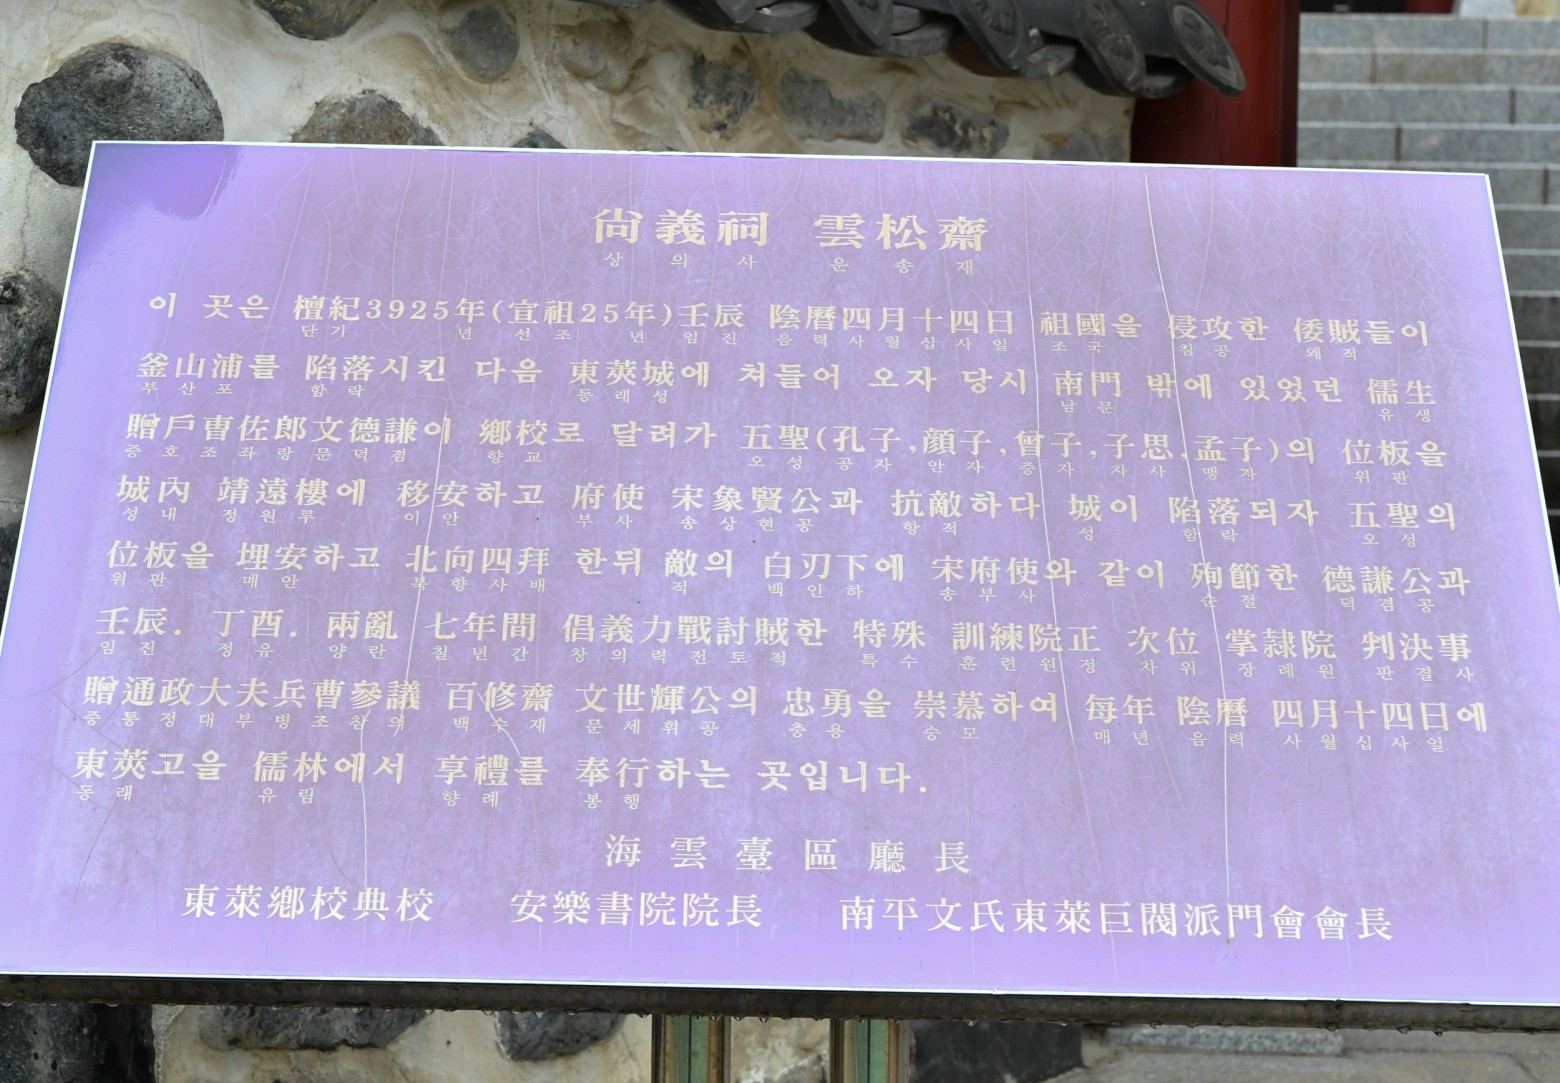 尙義祠 雲松齋
상의사 운송재
이 곳은 檀紀3925年(宣祖25年)壬辰 陰曆四月十四日 祖國을 侵攻한 倭賊들이
단기 년 선조 년 임진 음력사월십사일 조국 침공 왜적
釜山浦를 陷落시킨 다음 東萊城에 쳐들어 오자 당시 南門 밖에 있었던 儒生
부산포 함락 동래성 남문 유생
贈戶曹佐郎文德謙이 鄕校로 달려가 五聖(孔子,顔子,曾子,子思,孟子)의 位板을
증호조좌랑문덕겸 향교 오성 공자 안자 증자 자사 맹자 위판
城內 靖遠樓에 移安하고 府使 宋象賢公과 抗敵하다 城이 陷落되자 五聖의
성내 정원루 이안 부사 송상현공 항적 성 함락 오성
位板을 埋安하고 北向四拜 한뒤 敵의 白刃下에 宋府使와 같이 殉節한 德謙公과
위판 매안 북향사배 적 백인하 송부사 순절 덕겸공
壬辰. 丁酉. 兩亂 七年間 倡義力戰討賊한 特殊 訓練院正 次位 掌隷院 判決事
임진 정유 양란 칠년간 창의력전토적 특수 훈련원정 차위 장례원 판결사
贈通政大夫兵曹參議 百修齋 文世輝公의 忠勇을 崇慕하여 每年 陰曆 四月十四日에
증통정대부병조참의 백수재 문세휘공 충용 숭모 매년 음력 사월십사일
東萊고을 儒林에서 享禮를 奉行하는 곳입니다.
동래 유림 향례 봉행
海雲臺區廳長
東萊鄕校典校 安樂書院院長 南平文氏東萊巨閥派門會會長